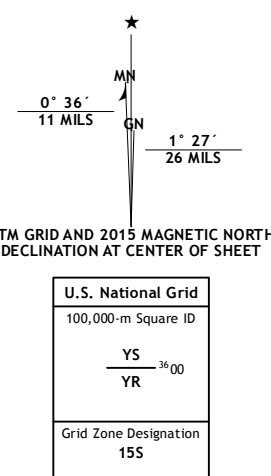 ★
MN
0° 36´
11 MILS
GN
1° 27´
26 MILS
TM GRID AND 2015 MAGNETIC NORTH
DECLINATION AT CENTER OF SHEET
U.S. National Grid
100,000-m Square ID
YS
3600
YR
Grid Zone Designation
15S